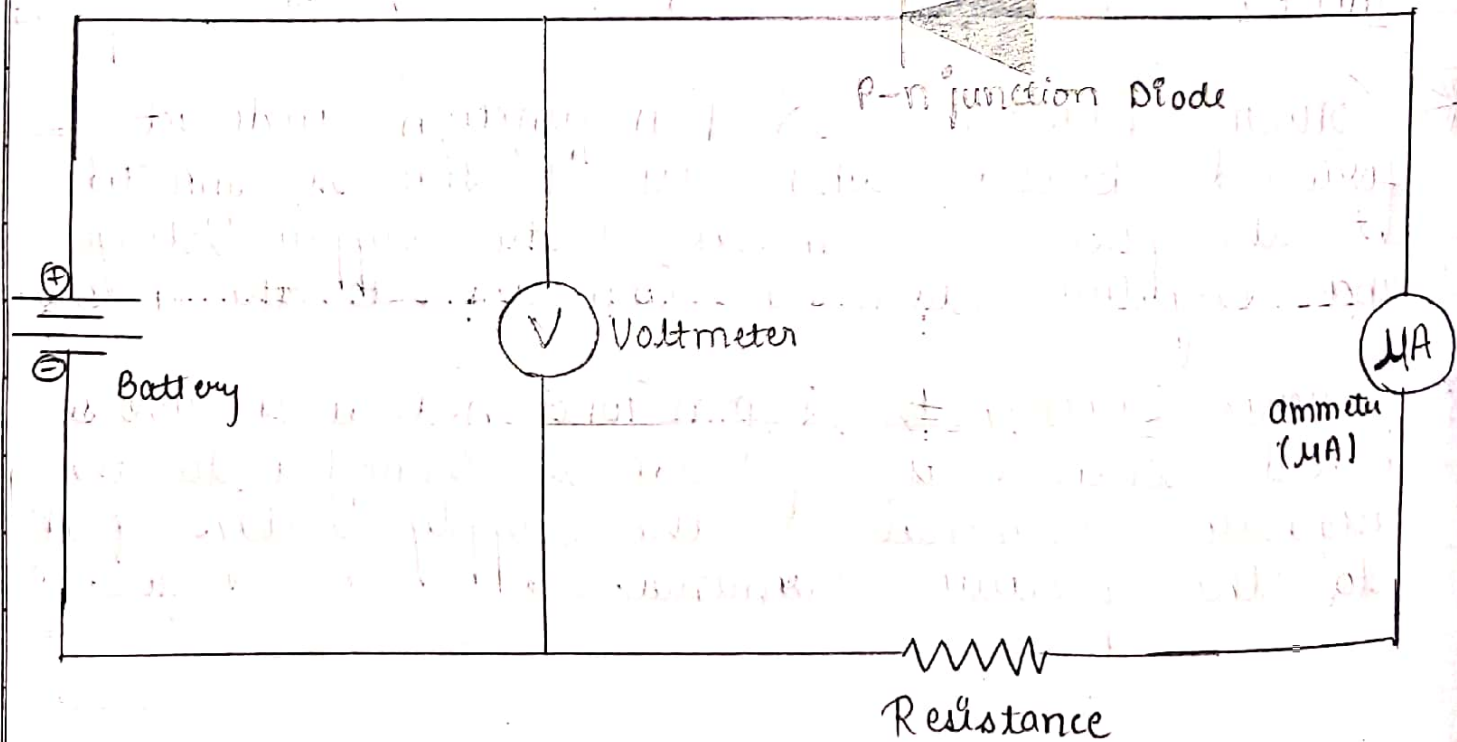 P-n junction Diode
+
V
Voltmeter
μA
-
Battery
ammeter
(μA)
Resistance